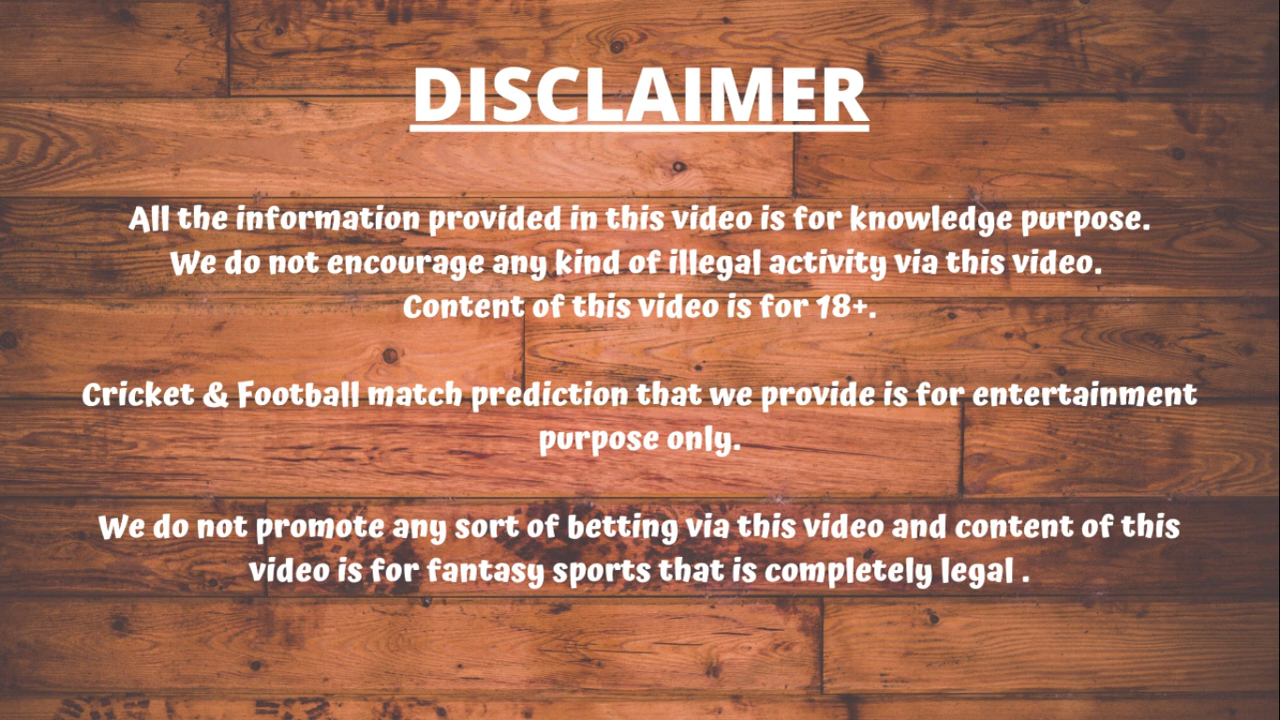 DISCLAIMER
All the information provided in this video is for knowledge purpose.
We do not encourage any kind of illegal activity via this video.
Content of this video is for 18+.
Cricket & Football match prediction that we provide is for entertainment
purpose only.
We do not promote any sort of betting via this video and content of this
video is for fantasy sports that is completely legal .